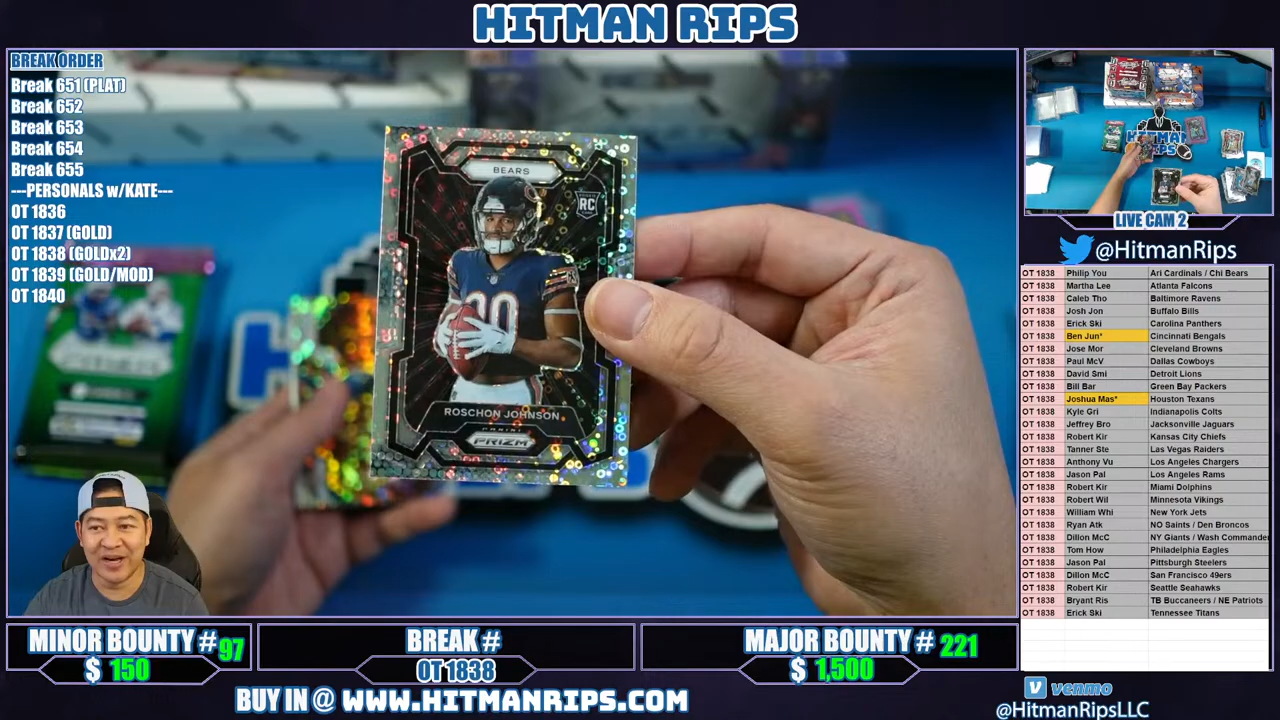 HITMAN RIPS
BREAK ORDER
Break 651 (PLAT)
Break 652
Break 653
Break 654
Break 655
---PERSONALS w/KATE---
OT 1836
OT 1837 (GOLD)
OT 1838 (GOLDx2)
OT 1839 (GOLD/MOD)
OT 1840
BEARS
RC
ROSCHON JOHNSON
PANINI
PRIZM
LIVE CAM 2
@HitmanRips
OT 1838 Philip You Ari Cardinals / Chi Bears
OT 1838 Martha Lee Atlanta Falcons
OT 1838 Caleb Tho Baltimore Ravens
OT 1838 Josh Jon Buffalo Bills
OT 1838 Erick Ski Carolina Panthers
OT 1838 Ben Jun* Cincinnati Bengals
OT 1838 Jose Mor Cleveland Browns
OT 1838 Paul McV Dallas Cowboys
OT 1838 David Smi Detroit Lions
OT 1838 Bill Bar Green Bay Packers
OT 1838 Joshua Mas* Houston Texans
OT 1838 Kyle Gri Indianapolis Colts
OT 1838 Jeffrey Bro Jacksonville Jaguars
OT 1838 Robert Kir Kansas City Chiefs
OT 1838 Tanner Ste Las Vegas Raiders
OT 1838 Anthony Vu Los Angeles Chargers
OT 1838 Jason Pal Los Angeles Rams
OT 1838 Robert Kir Miami Dolphins
OT 1838 Robert Wil Minnesota Vikings
OT 1838 William Whi New York Jets
OT 1838 Ryan Atk NO Saints / Den Broncos
OT 1838 Dillon McC NY Giants / Wash Commander
OT 1838 Tom How Philadelphia Eagles
OT 1838 Jason Pal Pittsburgh Steelers
OT 1838 Dillon McC San Francisco 49ers
OT 1838 Robert Kir Seattle Seahawks
OT 1838 Bryant Ris TB Buccaneers / NE Patriots
OT 1838 Erick Ski Tennessee Titans
MINOR BOUNTY # 97
$ 150
BREAK #
OT 1838
MAJOR BOUNTY # 221
$ 1,500
BUY IN @ WWW.HITMANRIPS.COM
venmo
@HitmanRipsLLC